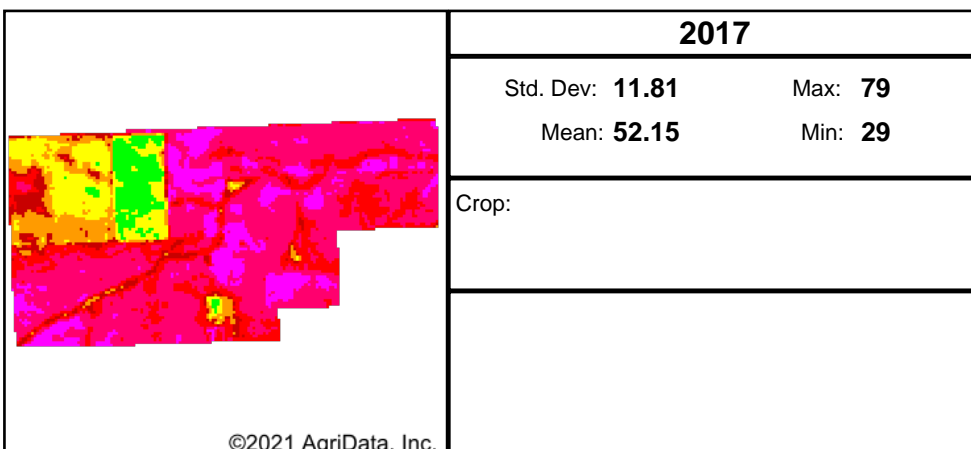 2017
Std. Dev: 11.81 Max: 79
Mean: 52.15 Min: 29
Crop:
©2021 AgriData, Inc.